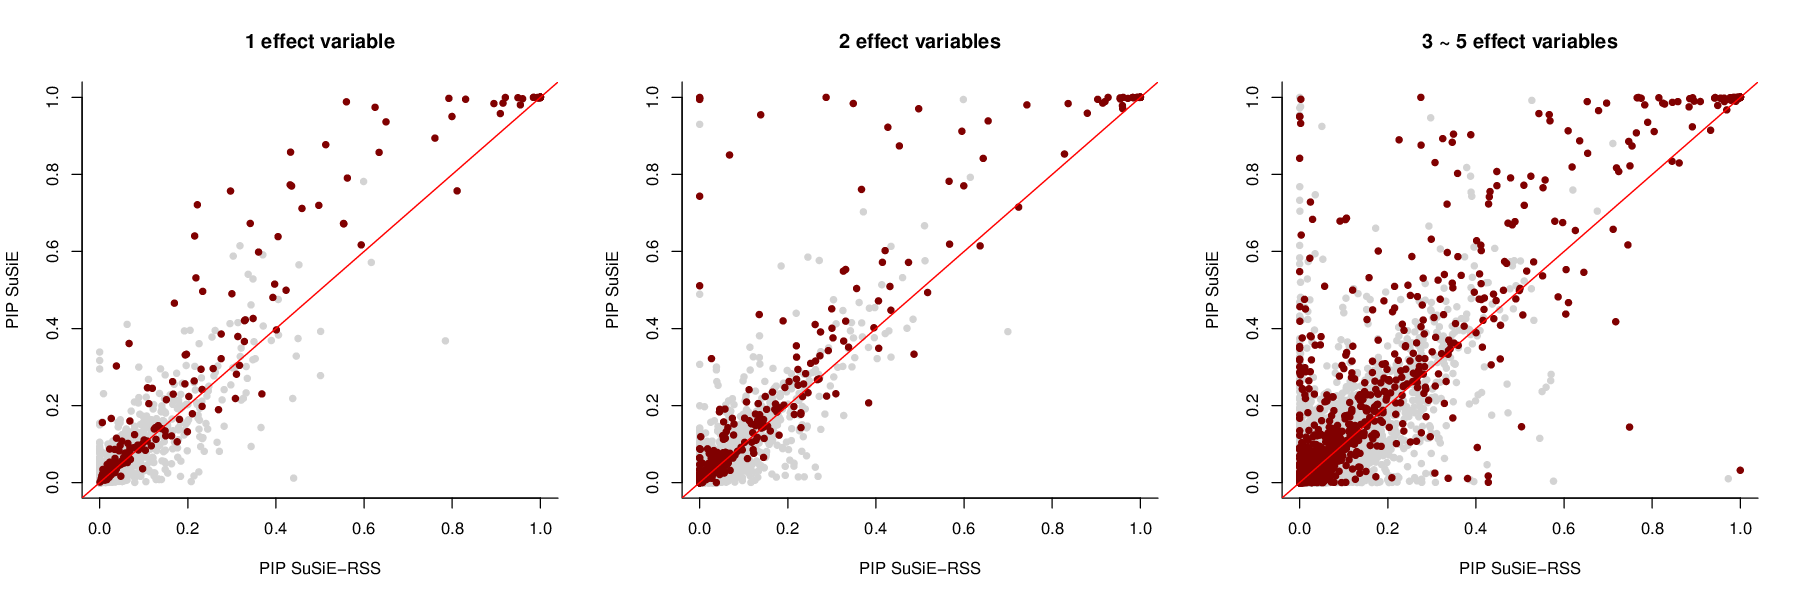 1 effect variable
PIP SuSiE
1.0
0.8
0.6
0.4
0.2
0.0
0.0 0.2 0.4 0.6 0.8 1.0
PIP SuSiE−RSS
2 effect variables
PIP SuSiE
1.0
0.8
0.6
0.4
0.2
0.0
0.0 0.2 0.4 0.6 0.8 1.0
PIP SuSiE−RSS
3 ~ 5 effect variables
PIP SuSiE
1.0
0.8
0.6
0.4
0.2
0.0
0.0 0.2 0.4 0.6 0.8 1.0
PIP SuSiE−RSS